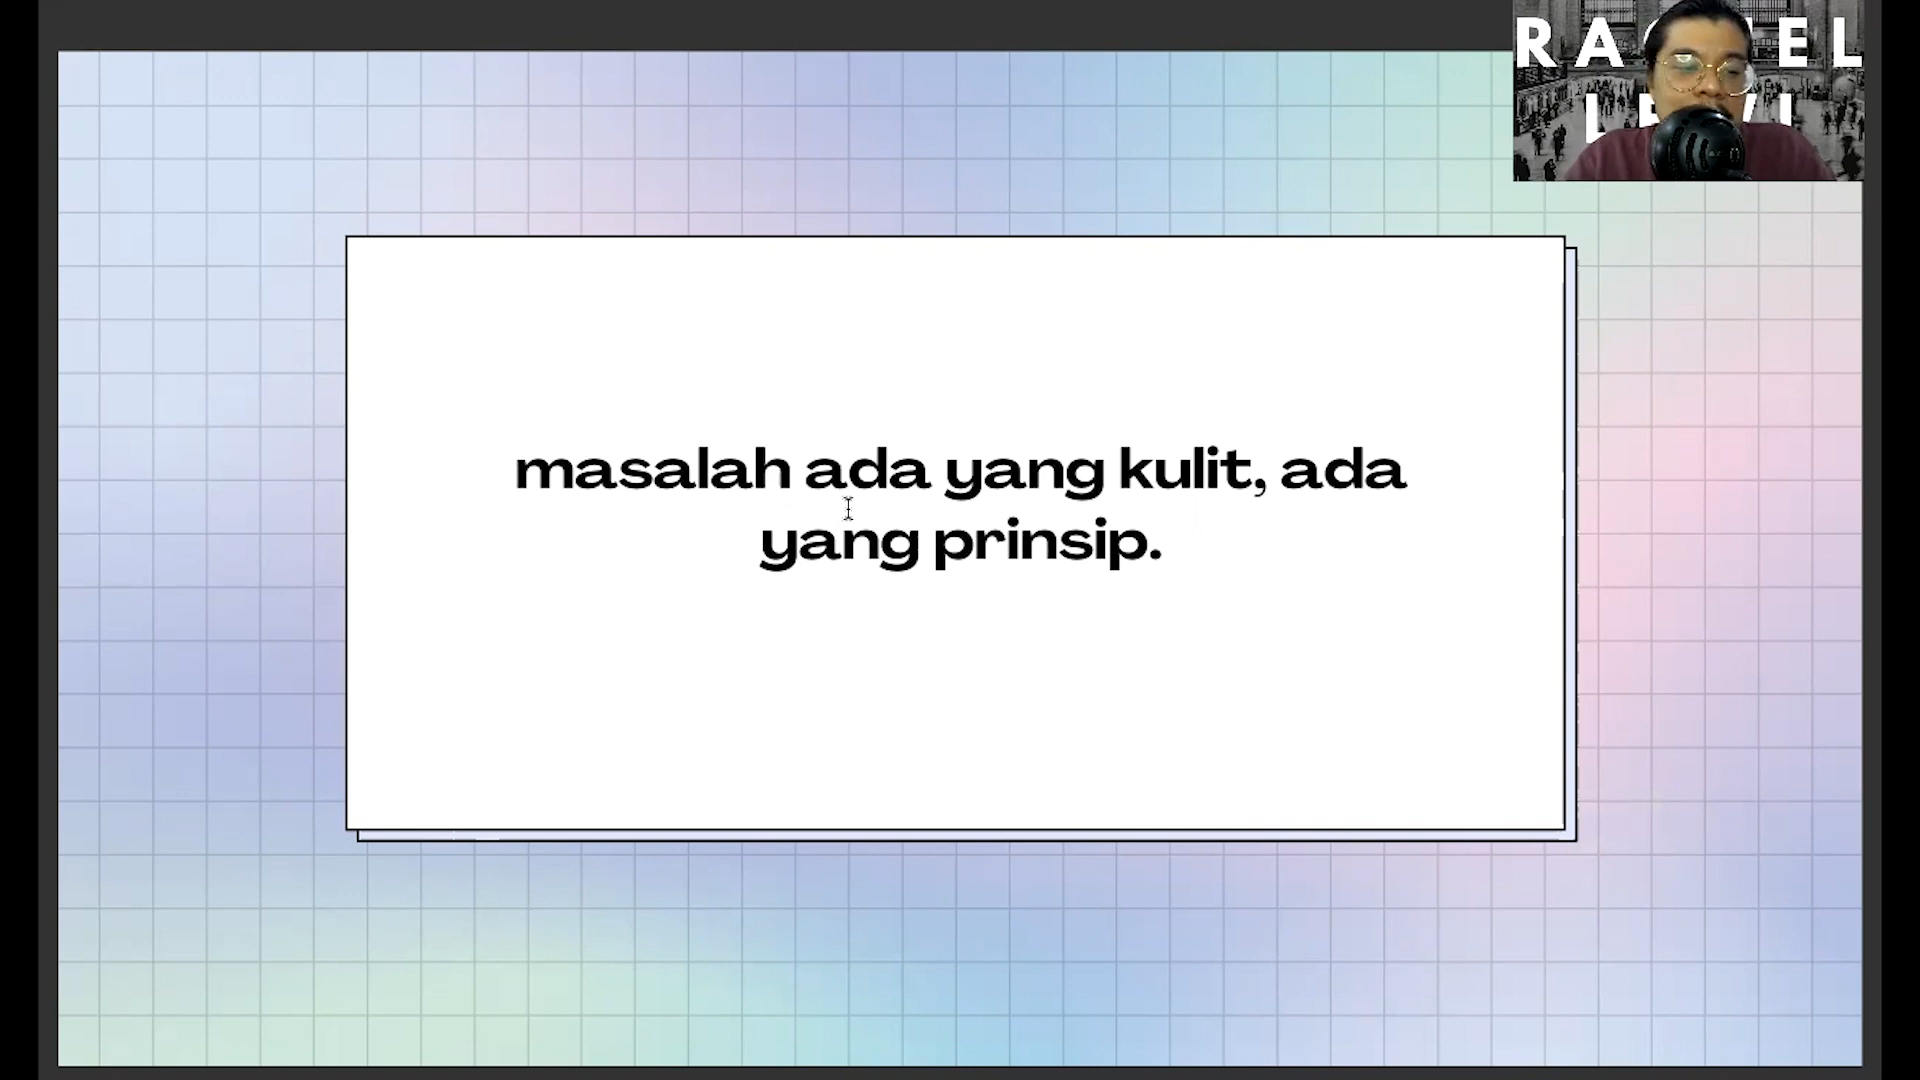 masalah ada yang kulit, ada
yang prinsip.